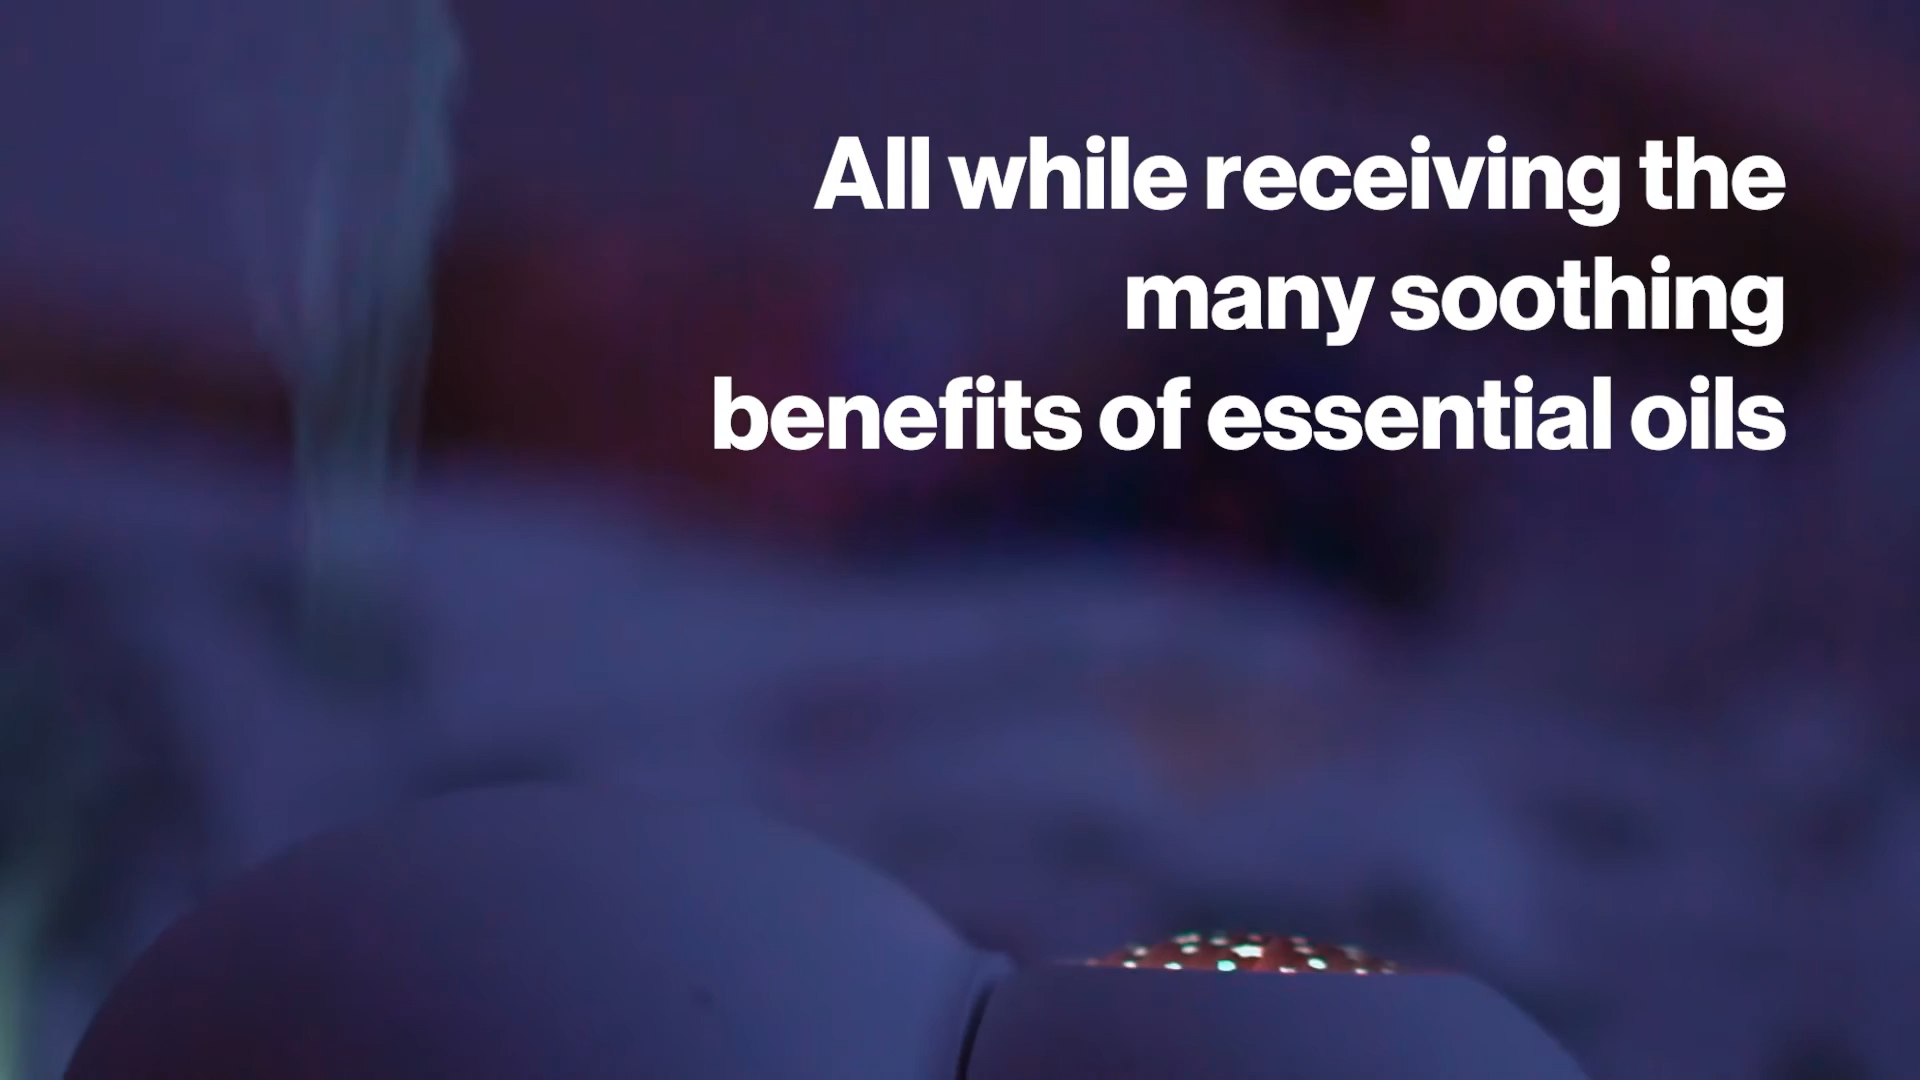 All while receiving the
many soothing
benefits of essential oils